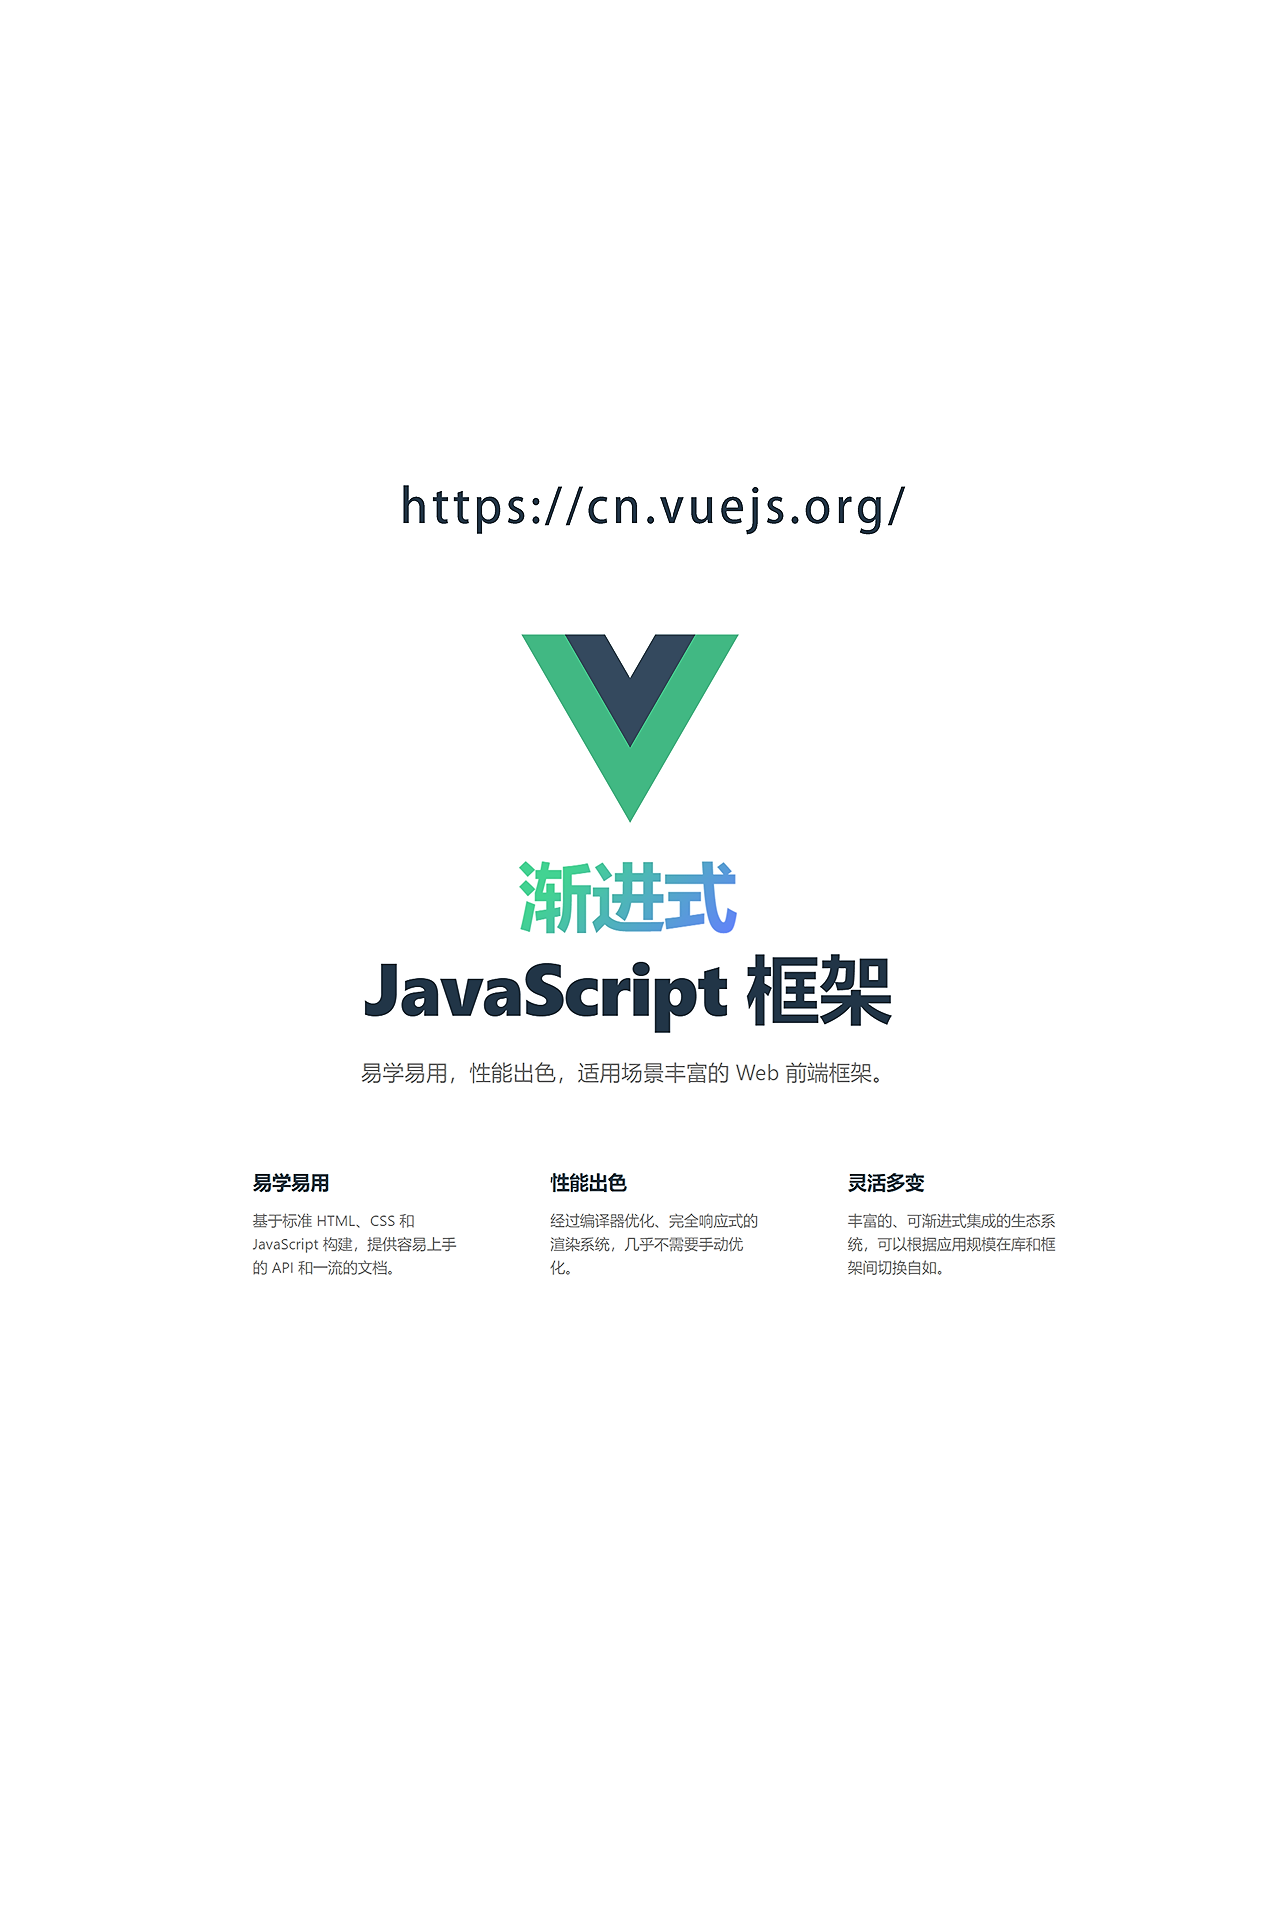 https://cn.vuejs.org/
渐进式
JavaScript 框架
易学易用，性能出色，适用场景丰富的 Web 前端框架。
易学易用
基于标准 HTML、CSS 和
JavaScript 构建，提供容易上手
的 API 和一流的文档。
性能出色
经过编译器优化、完全响应式的
渲染系统，几乎不需要手动优
化。
灵活多变
丰富的、可渐进式集成的生态系
统，可以根据应用规模在库和框
架间切换自如。